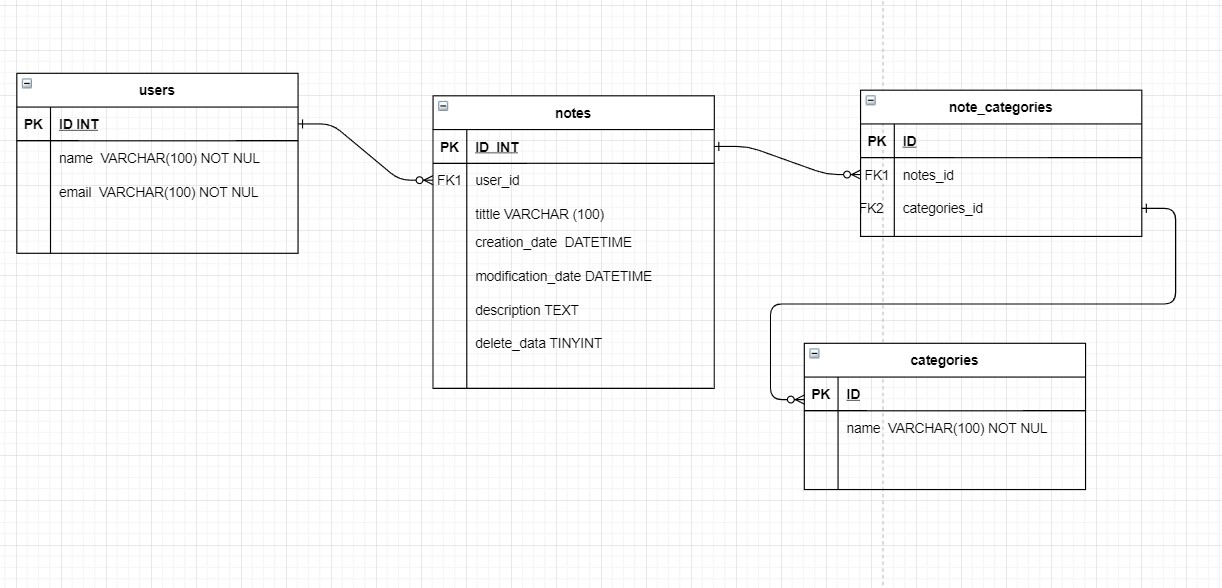 users
PK ID INT
name VARCHAR(100) NOT NUL
email VARCHAR(100) NOT NUL
notes
PK ID INT
FK1 user_id
tittle VARCHAR (100)
creation_date DATETIME
modification_date DATETIME
description TEXT
delete_data TINYINT
note_categories
PK ID
FK1 notes_id
FK2 categories_id
categories
PK ID
name VARCHAR(100) NOT NUL